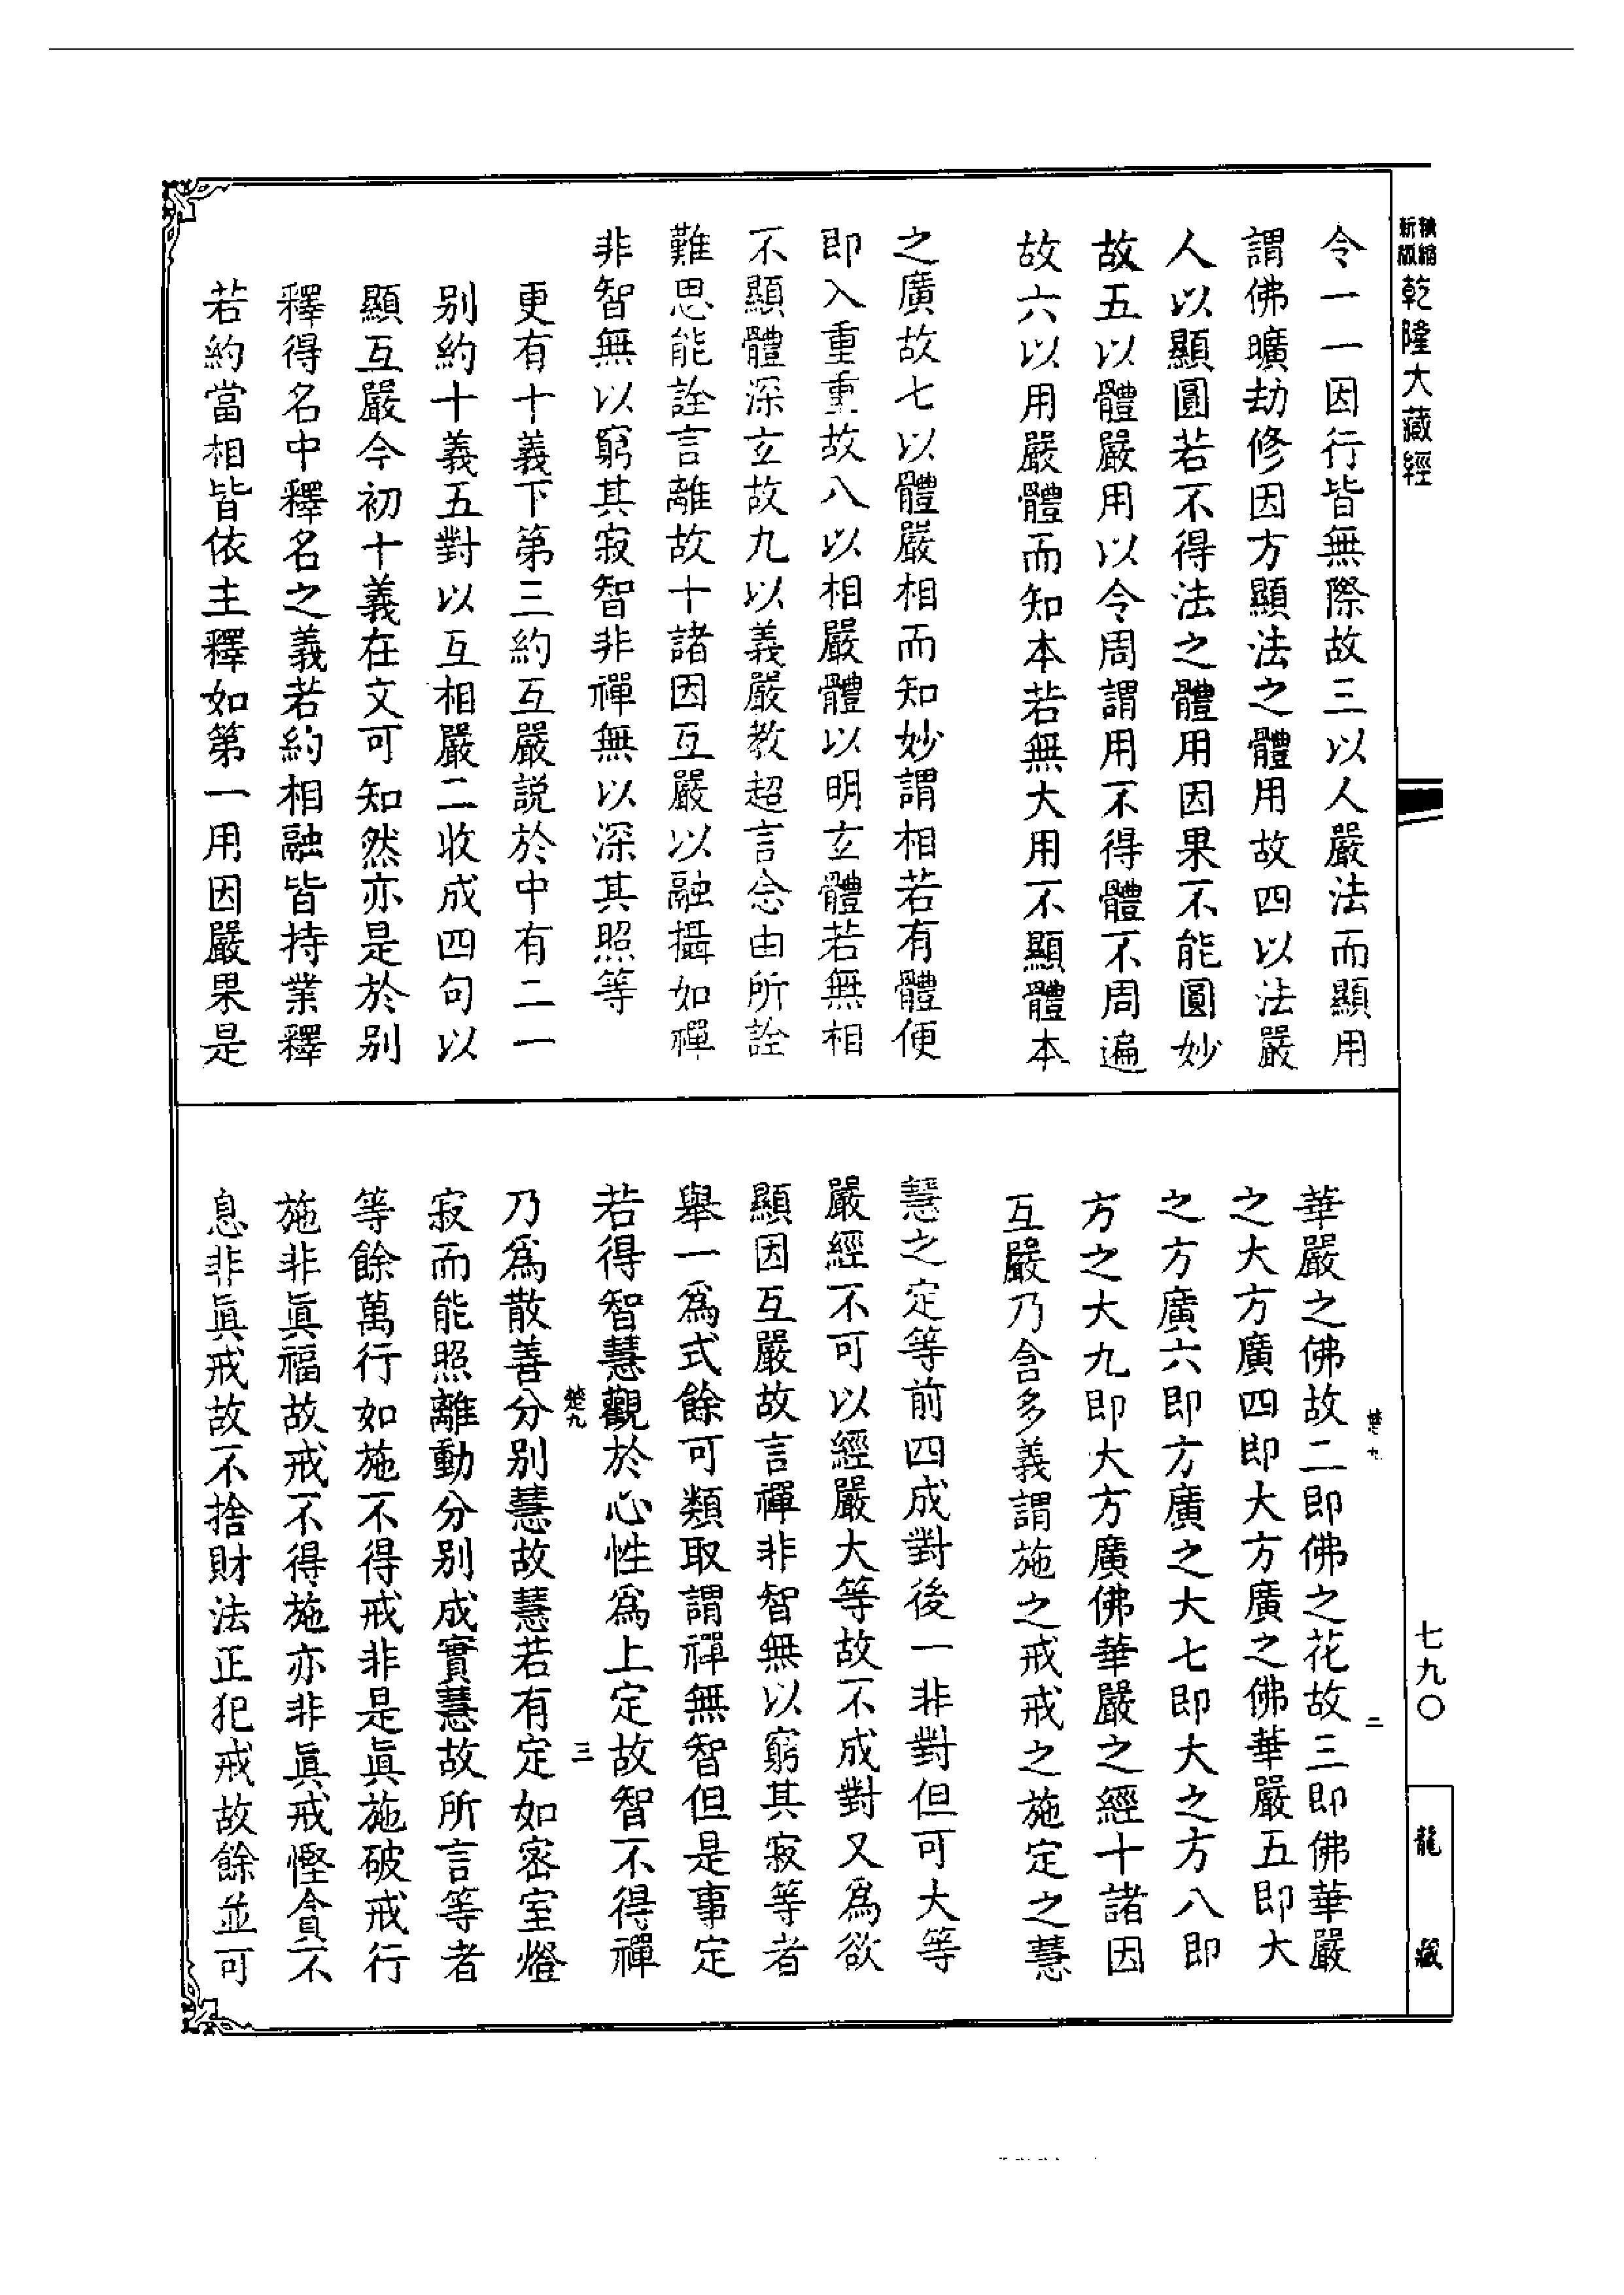 新縮
新版
乾隆大藏經
令一一因行皆無際故三以人嚴法而顯用
謂佛曠劫修因方顯法之體用故四以法嚴
人以顯圓若不得法之體用因果不能圓妙
故五以體嚴用以令周謂用不得體不周遍
故六以用嚴體而知本若無大用不顯體本
之廣故七以體嚴相而知妙謂相若有體便
即入重重故八以相嚴體以明玄體若無相
不顯體深玄故九以義嚴教超言念由所詮
難思能詮言離故十諸因互嚴以融攝如禪
非智無以窮其寂智非禪無以深其照等
更有十義下第三約互嚴説於中有二一
別約十義五對以互相嚴二收成四句以
顯互嚴今初十義在文可知然亦是於別
釋得名中釋名之義若約相融皆持業釋
若約當相皆依主釋如第一用因嚴果是
華嚴之佛故二即佛之花故三即佛華嚴
之大方廣四即大方廣之佛華嚴五即大
之方廣六即方廣之大七即大之方八即
方之大九即大方廣佛華嚴之經十諸因
互嚴乃含多義謂施之戒戒之施定之慧
慧之定等前四成對後一非對但可大等
嚴經不可以經嚴大等故不成對又為欲
顯因互嚴故言禪非智無以窮其寂等者
舉一為式餘可類取謂禪無智但是事定
若得智慧觀於心性為上定故智不得禪
楚九
三
乃為散善分別慧故慧若有定如密室燈
寂而能照離動分別成實慧故所言等者
等餘萬行如施不得戒非是眞施破戒行
施非眞福故戒不得施亦非眞戒慳貪不
息非眞戒故不捨財法正犯戒故餘並可
二
七九〇
龍藏